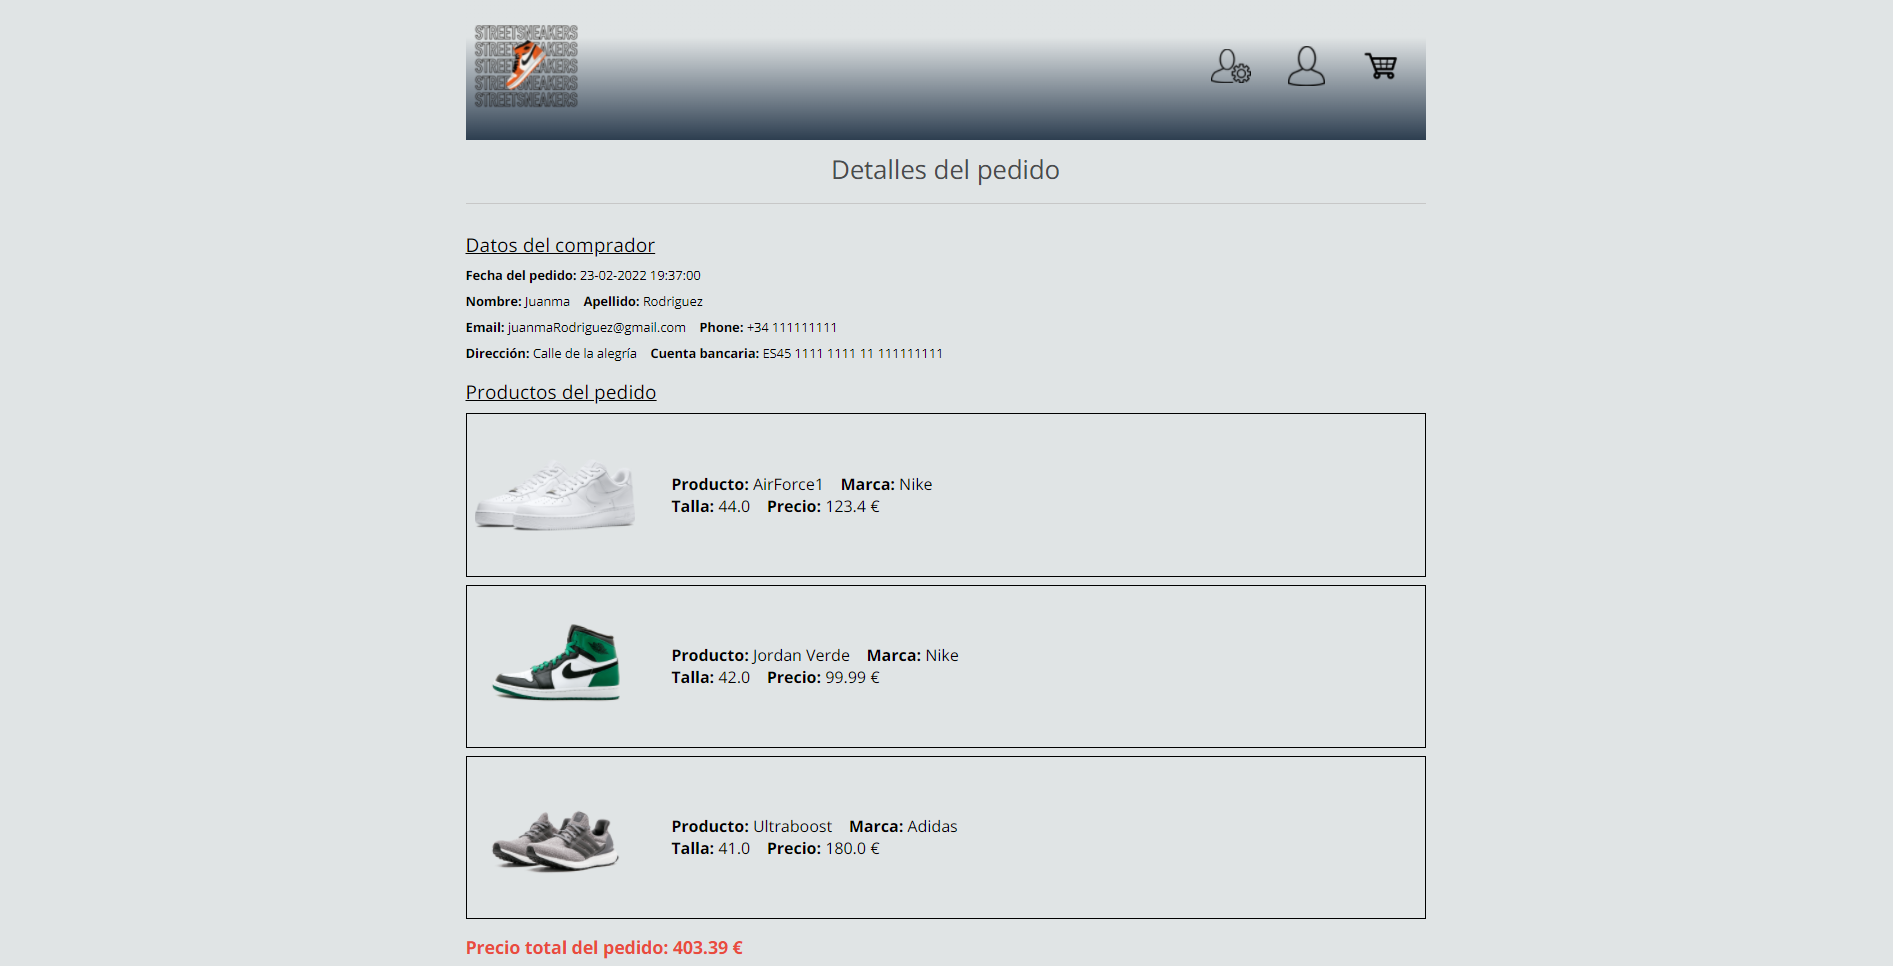 STREETSNEAKERS
STREETSNEAKERS
STREETSNEAKERS
STREETSNEAKERS
STREETSNEAKERS
Detalles del pedido
Datos del comprador
Fecha del pedido: 23-02-2022 19:37:00
Nombre: Juanma Apellido: Rodriguez
Email: juanmaRodriguez@gmail.com Phone: +34 111111111
Dirección: Calle de la alegría Cuenta bancaria: ES45 1111 1111 11 111111111
Productos del pedido
Producto: AirForce1 Marca: Nike
Talla: 44.0 Precio: 123.4 €
Producto: Jordan Verde Marca: Nike
Talla: 42.0 Precio: 99.99 €
Producto: Ultraboost Marca: Adidas
Talla: 41.0 Precio: 180.0 €
Precio total del pedido: 403.39 €